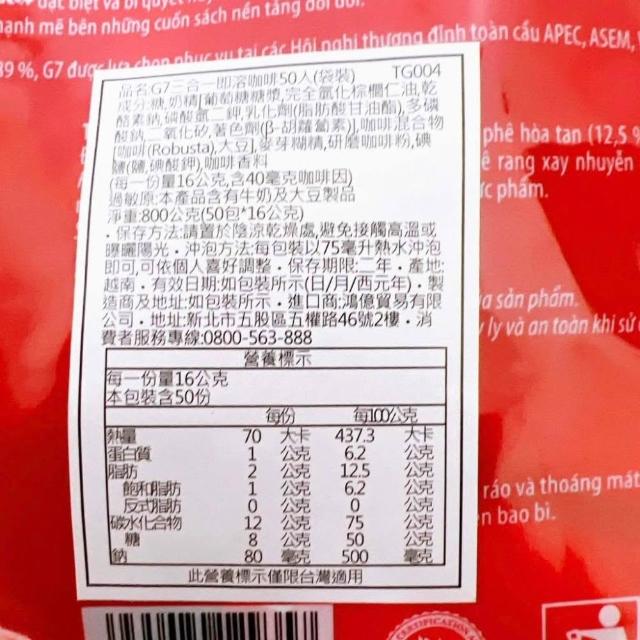 đặc biệt và bí quyết
mạnh mẽ bên những cuốn sách nền tảng đổi đời.
89 %, G7 được lựa chọn phục vụ tại các Hội nghị thượng đỉnh toàn cầu APEC, ASEM,
phê hòa tan (12,5 %
rang xay nhuyễn
ực phẩm.
品名:G7三合一即溶咖啡50入(袋裝) TG004
成分:糖,奶精[葡萄糖糖漿,完全氫化棕櫚仁油,乾
酪素鈉,磷酸氫二鉀,乳化劑(脂肪酸甘油酯),多磷
酸鈉,二氧化矽,著色劑(β-胡蘿蔔素)],咖啡混合物
[咖啡(Robusta),大豆],麥芽糊精,研磨咖啡粉,碘
鹽(鹽,碘酸鉀),咖啡香料
(每一份量16公克,含40毫克咖啡因)
過敏原:本產品含有牛奶及大豆製品
淨重:800公克(50包*16公克)
・保存方法:請置於陰涼乾燥處,避免接觸高溫或
曝曬陽光・沖泡方法:每包裝以75毫升熱水沖泡
即可,可依個人喜好調整・保存期限:二年・產地:
越南・有效日期:如包裝所示(日/月/西元年)・製
造商及地址:如包裝所示・進口商:鴻億貿易有限
公司・地址:新北市五股區五權路46號2樓・消
費者服務專線:0800-563-888
營養標示
每一份量16公克
本包裝含50份
每份 每100公克
熱量 70 大卡 437.3 大卡
蛋白質 1 公克 6.2 公克
脂肪 2 公克 12.5 公克
飽和脂肪 1 公克 6.2 公克
反式脂肪 0 公克 0 公克
碳水化合物 12 公克 75 公克
糖 8 公克 50 公克
鈉 80 毫克 500 毫克
此營養標示僅限台灣適用
sản phẩm.
lý và an toàn khi sử
ráo và thoáng mát
bao bì.